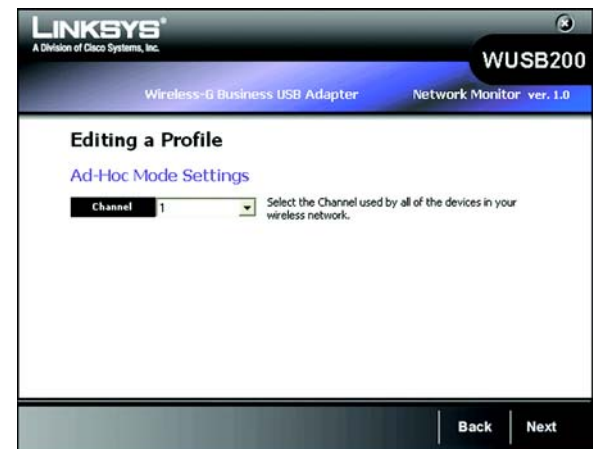 LINKSYS®
A Division of Cisco Systems, Inc.
WUSB200
Wireless-G Business USB Adapter
Network Monitor ver. 1.0
Editing a Profile
Ad-Hoc Mode Settings
Channel
1
Select the Channel used by all of the devices in your
wireless network.
Back
Next